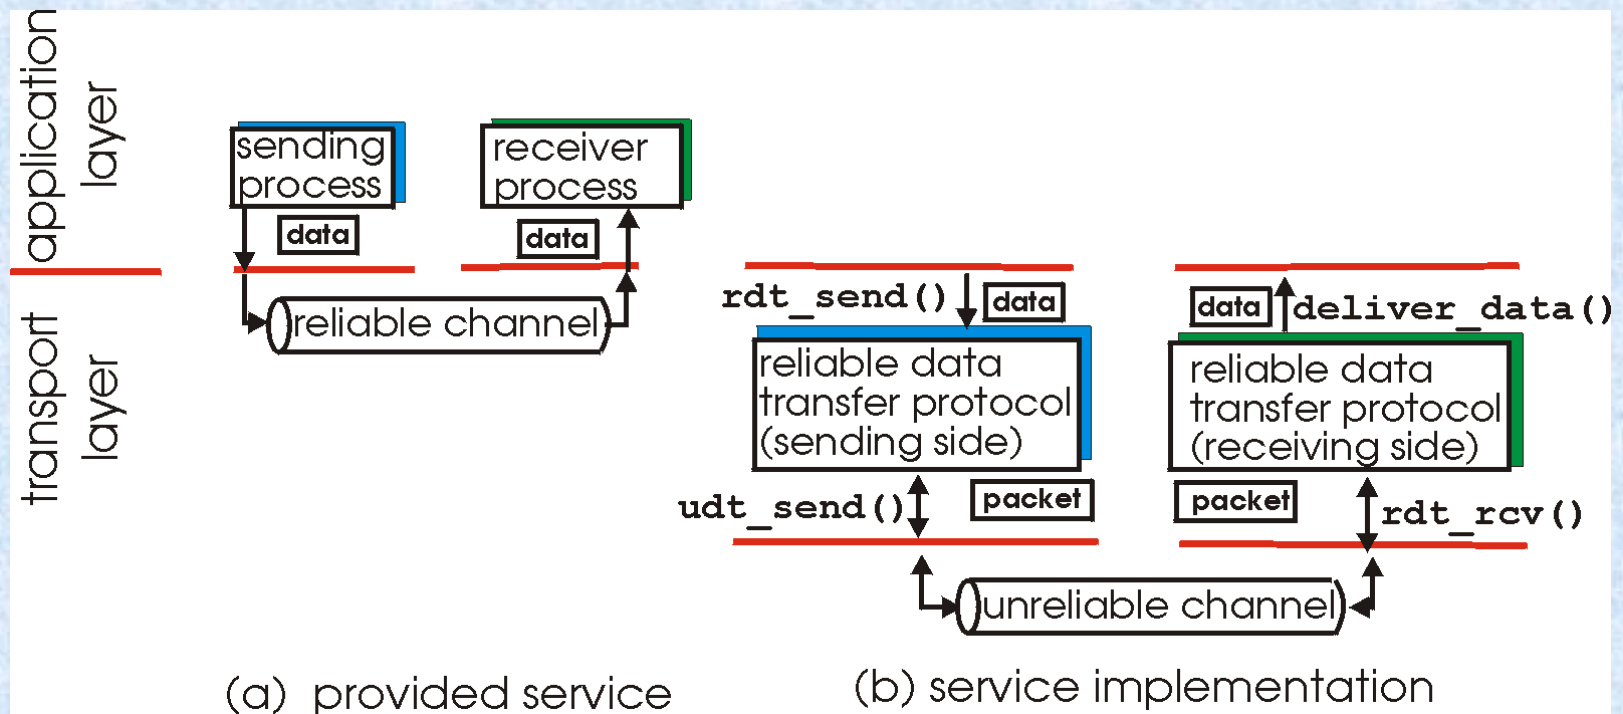 application
layer
transport
layer
sending
process
receiver
process
data
data
reliable channel
(a) provided service
rdt_send()
data
data
deliver_data()
reliable data
transfer protocol
(sending side)
reliable data
transfer protocol
(receiving side)
udt_send()
packet
packet
rdt_rcv()
unreliable channel
(b) service implementation